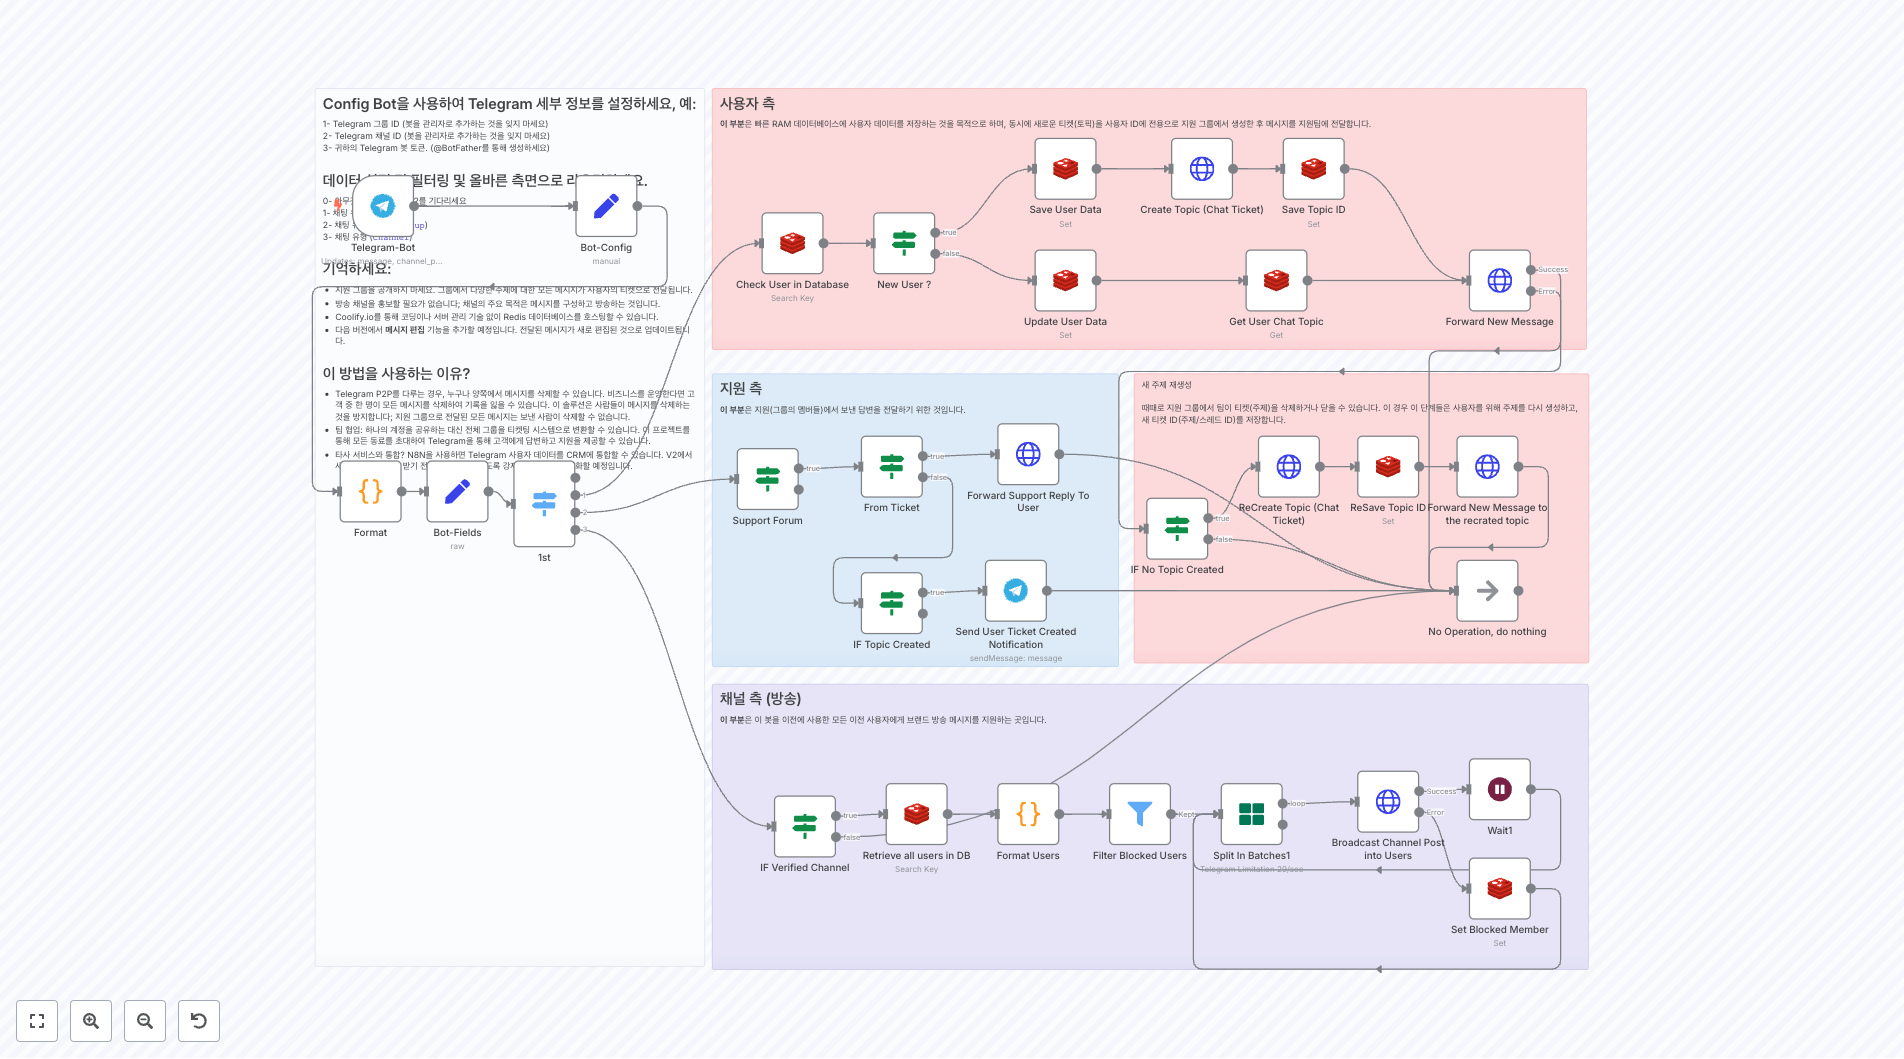 Config Bot을 사용하여 Telegram 세부 정보를 설정하세요, 예:
1- Telegram 그룹 ID (봇을 관리자로 추가하는 것을 잊지 마세요)
2- Telegram 채널 ID (봇을 관리자로 추가하는 것을 잊지 마세요)
3- 귀하의 Telegram 봇 토큰. (@BotFather를 통해 생성하세요)
데이터 필터링 및 올바른 측면으로
0- 기다리세요
1- 채팅
2- 채팅
3- 채팅 유형
Telegram-Bot
Updates: message, channel_p...
Bot-Config
manual
기억하세요:
지원 그룹을 공개하지 마세요. 그룹에서 다양한 주제에 대한 모든 메시지가 사용자의 티켓으로 전달됩니다.
방송 채널을 홍보할 필요가 없습니다; 채널의 주요 목적은 메시지를 구성하고 방송하는 것입니다.
Coolify.io를 통해 코딩이나 서버 관리 기술 없이 Redis 데이터베이스를 호스팅할 수 있습니다.
다음 버전에서 메시지 편집 기능을 추가할 예정입니다. 전달된 메시지가 새로 편집된 것으로 업데이트됩니
다.
이 방법을 사용하는 이유?
Telegram P2P를 다루는 경우, 누구나 양쪽에서 메시지를 삭제할 수 있습니다. 비즈니스를 운영한다면 고
객 중 한 명이 모든 메시지를 삭제하여 기록을 잃을 수 있습니다. 이 솔루션은 사람들이 메시지를 삭제하는
것을 방지합니다; 지원 그룹으로 전달된 모든 메시지는 보낸 사람이 삭제할 수 없습니다.
팀 협업: 하나의 계정을 공유하는 대신 전체 그룹을 티켓팅 시스템으로 변환할 수 있습니다. 이 프로젝트를
통해 모든 동료를 초대하여 Telegram을 통해 고객에게 답변하고 지원을 제공할 수 있습니다.
타사 서비스와 통합? N8N을 사용하면 Telegram 사용자 데이터를 CRM에 통합할 수 있습니다. V2에서
받기 전 도록 화할 예정입니다.
Format
Bot-Fields
raw
1st
1
2
3
사용자 측
이 부분은 빠른 RAM 데이터베이스에 사용자 데이터를 저장하는 것을 목적으로 하며, 동시에 새로운 티켓(토픽)을 사용자 ID에 전용으로 지원 그룹에서 생성한 후 메시지를 지원팀에 전달합니다.
Check User in Database
Search Key
New User ?
true
false
Save User Data
Set
Create Topic (Chat Ticket)
Save Topic ID
Set
Update User Data
Set
Get User Chat Topic
Get
Forward New Message
Success
Error
지원 측
이 부분은 지원(그룹의 멤버들)에서 보낸 답변을 전달하기 위한 것입니다.
Support Forum
true
From Ticket
true
false
Forward Support Reply To
User
IF Topic Created
true
Send User Ticket Created
Notification
sendMessage: message
새 주제 재생성
때때로 지원 그룹에서 팀이 티켓(주제)을 삭제하거나 닫을 수 있습니다. 이 경우 이 단계들은 사용자를 위해 주제를 다시 생성하고,
새 티켓 ID(주제/스레드 ID)를 저장합니다.
IF No Topic Created
true
false
ReCreate Topic (Chat
Ticket)
ReSave Topic ID
Set
Forward New Message to
the recrated topic
No Operation, do nothing
채널 측 (방송)
이 부분은 이 봇을 이전에 사용한 모든 이전 사용자에게 브랜드 방송 메시지를 지원하는 곳입니다.
IF Verified Channel
true
false
Retrieve all users in DB
Search Key
Format Users
Filter Blocked Users
Kept
Split In Batches1
Telegram Limitation 29/sec
loop
Broadcast Channel Post
into Users
Success
Error
Wait1
Set Blocked Member
Set